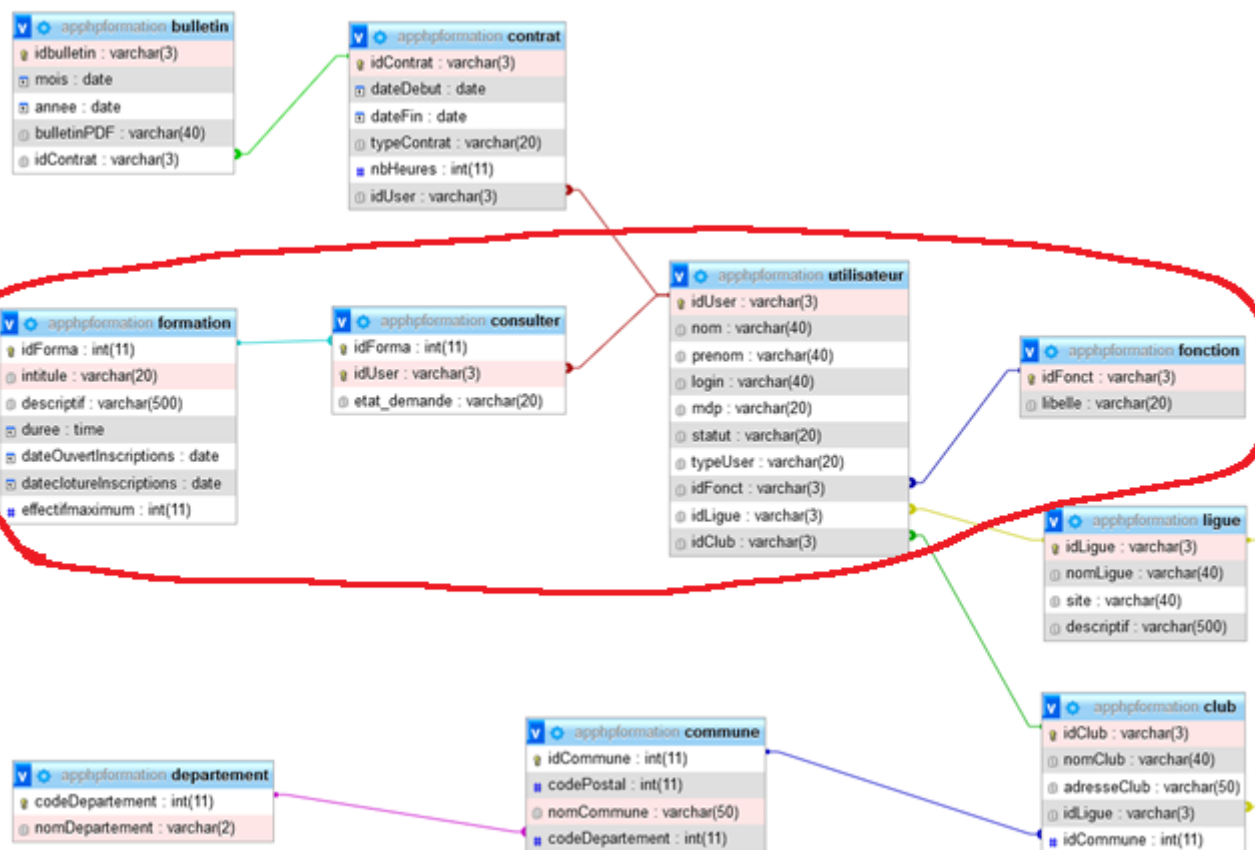 apphpformation bulletin
idbulletin : varchar(3)
mois : date
annee : date
bulletinPDF : varchar(40)
idContrat : varchar(3)
apphpformation contrat
idContrat : varchar(3)
dateDebut : date
dateFin : date
typeContrat : varchar(20)
nbHeures : int(11)
idUser : varchar(3)
apphpformation formation
idForma : int(11)
intitule : varchar(20)
descriptif : varchar(500)
duree : time
dateOuvertInscriptions : date
dateclotureInscriptions : date
effectifmaximum : int(11)
apphpformation consulter
idForma : int(11)
idUser : varchar(3)
etat_demande : varchar(20)
apphpformation utilisateur
idUser : varchar(3)
nom : varchar(40)
prenom : varchar(40)
login : varchar(40)
mdp : varchar(20)
statut : varchar(20)
typeUser : varchar(20)
idFonct : varchar(3)
idLigue : varchar(3)
idClub : varchar(3)
apphpformation fonction
idFonct : varchar(3)
libelle : varchar(20)
apphpformation ligue
idLigue : varchar(3)
nomLigue : varchar(40)
site : varchar(40)
descriptif : varchar(500)
apphpformation departement
codeDepartement : int(11)
nomDepartement : varchar(2)
apphpformation commune
idCommune : int(11)
codePostal : int(11)
nomCommune : varchar(50)
codeDepartement : int(11)
apphpformation club
idClub : varchar(3)
nomClub : varchar(40)
adresseClub : varchar(50)
idLigue : varchar(3)
idCommune : int(11)